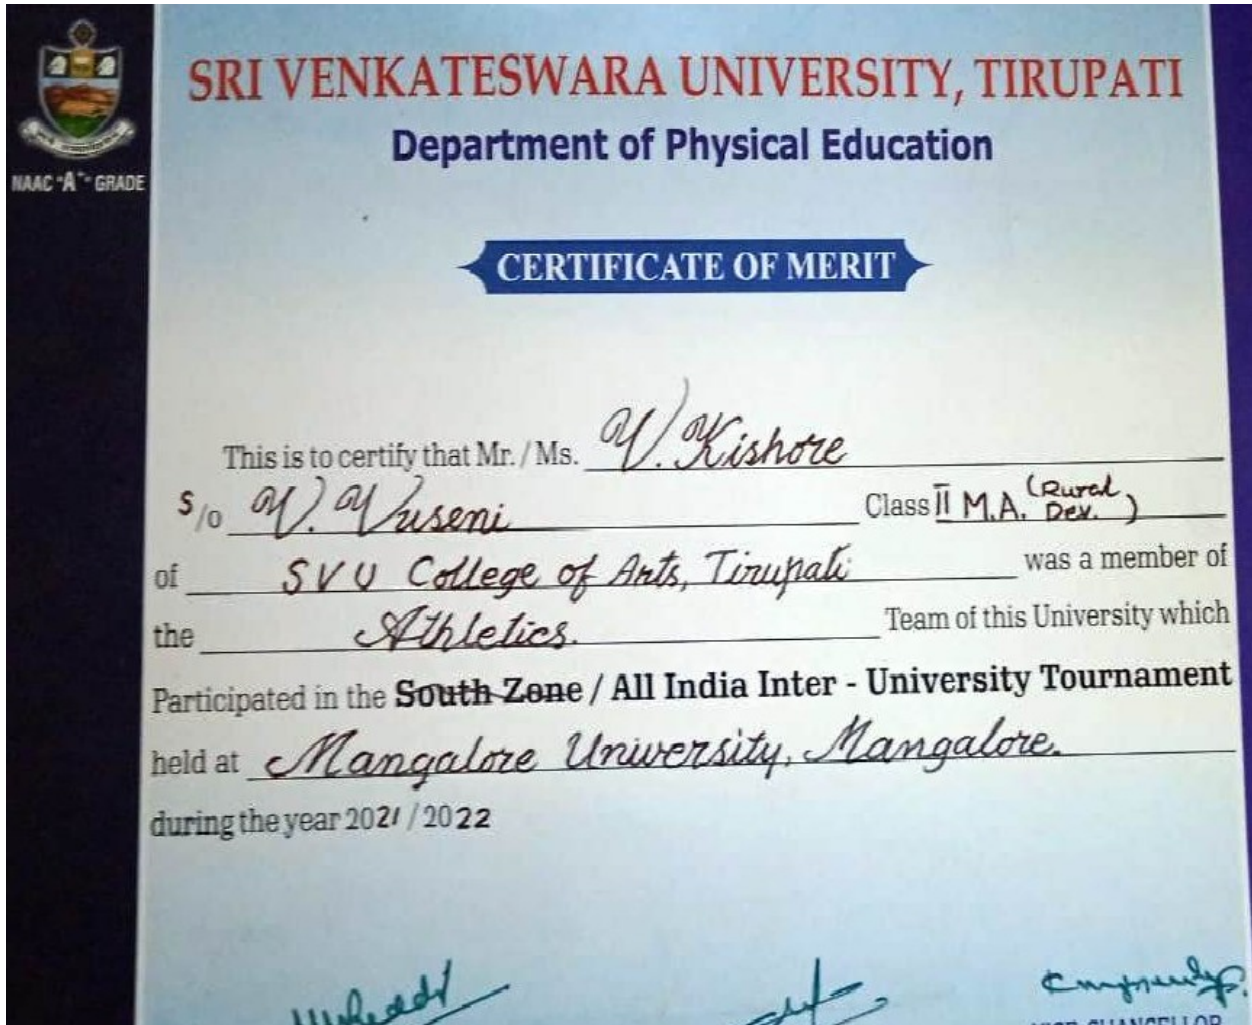 SRI VENKATESWARA UNIVERSITY, TIRUPATI
Department of Physical Education
NAAC "A+" GRADE
CERTIFICATE OF MERIT
This is to certify that Mr. / Ms. V. Kishore
S/o V. Vuseni Class II M.A. (Rural Dev.)
of SVU College of Arts, Tirupati was a member of
the Athletics. Team of this University which
Participated in the South Zone / All India Inter - University Tournament
held at Mangalore University, Mangalore.
during the year 2021 / 2022
VICE-CHANCELLOR